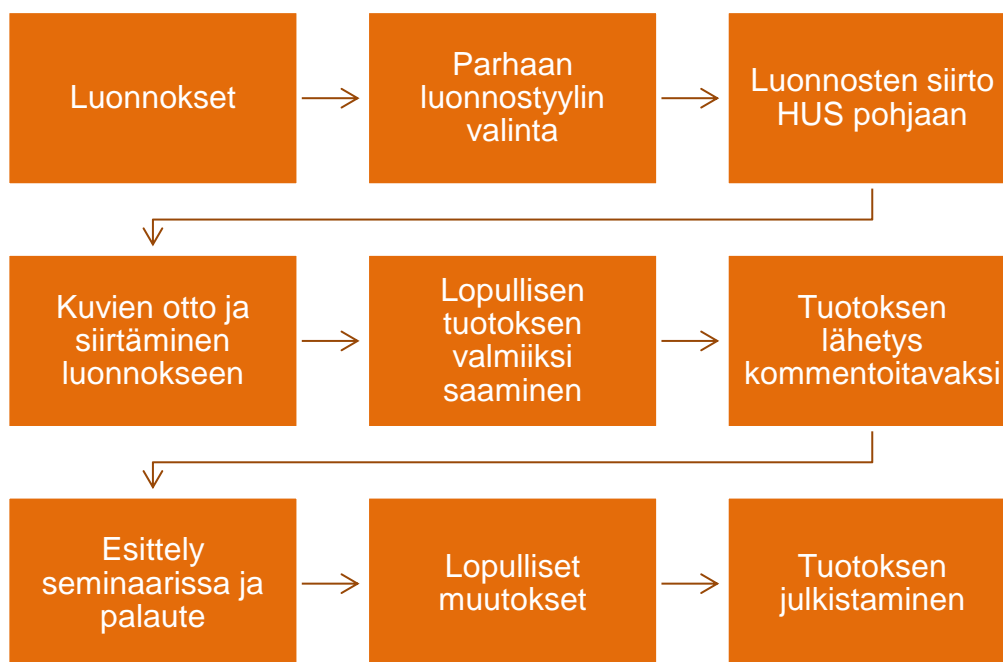 Luonnokset
Parhaan
luonnostyylin
valinta
Luonnosten siirto
HUS pohjaan
Kuvien otto ja
siirtäminen
luonnokseen
Lopullisen
tuotoksen
valmiiksi
saaminen
Tuotoksen
lähetys
kommentoitavaksi
Esittely
seminaarissa ja
palaute
Lopulliset
muutokset
Tuotoksen
julkistaminen